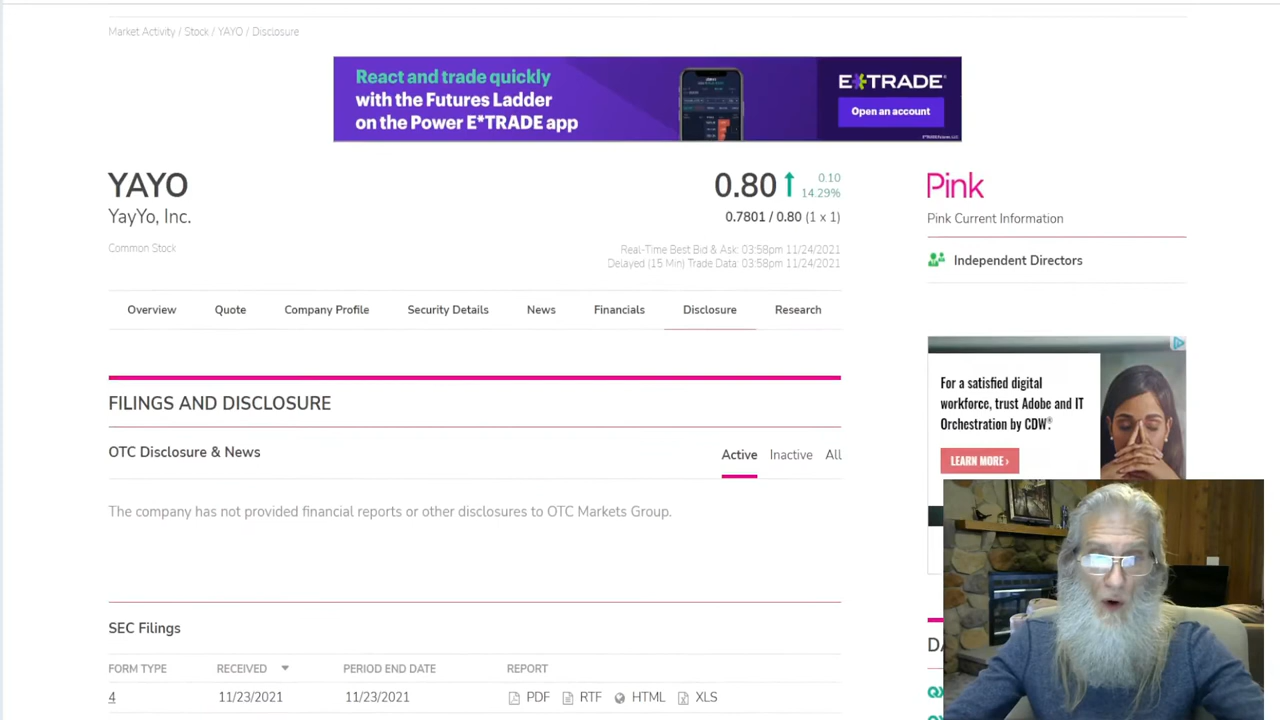 Market Activity / Stock / YAYO / Disclosure
React and trade quickly
with the Futures Ladder
on the Power E*TRADE app
E*TRADE
Open an account
YAYO
YayYo, Inc.
Common Stock
0.80
0.10
14.29%
0.7801 / 0.80 (1 x 1)
Real-Time Best Bid & Ask: 03:58pm 11/24/2021
Delayed (15 Min) Trade Data: 03:58pm 11/24/2021
Pink
Pink Current Information
Independent Directors
Overview Quote Company Profile Security Details News Financials Disclosure Research
For a satisfied digital
workforce, trust Adobe and IT
Orchestration by CDW®.
LEARN MORE ›
FILINGS AND DISCLOSURE
OTC Disclosure & News
Active Inactive All
The company has not provided financial reports or other disclosures to OTC Markets Group.
SEC Filings
FORM TYPE RECEIVED PERIOD END DATE REPORT
4 11/23/2021 11/23/2021 PDF RTF HTML XLS